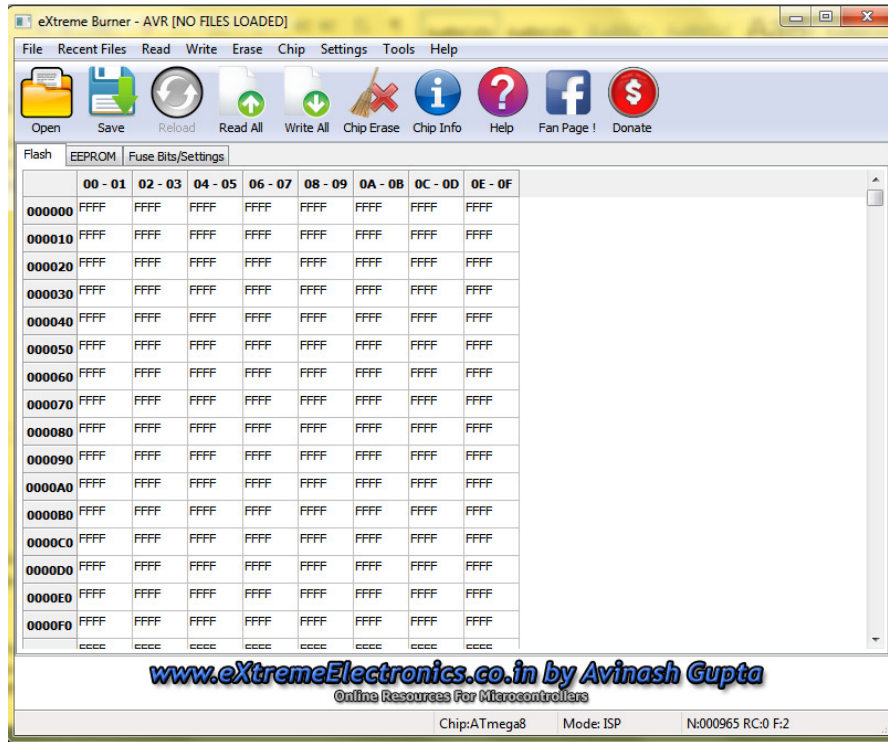 eXtreme Burner - AVR [NO FILES LOADED]
File Recent Files Read Write Erase Chip Settings Tools Help
Open Save Reload Read All Write All Chip Erase Chip Info Help Fan Page ! Donate
Flash EEPROM Fuse Bits/Settings
00 - 01 02 - 03 04 - 05 06 - 07 08 - 09 0A - 0B 0C - 0D 0E - 0F
000000 FFFF FFFF FFFF FFFF FFFF FFFF FFFF FFFF
000010 FFFF FFFF FFFF FFFF FFFF FFFF FFFF FFFF
000020 FFFF FFFF FFFF FFFF FFFF FFFF FFFF FFFF
000030 FFFF FFFF FFFF FFFF FFFF FFFF FFFF FFFF
000040 FFFF FFFF FFFF FFFF FFFF FFFF FFFF FFFF
000050 FFFF FFFF FFFF FFFF FFFF FFFF FFFF FFFF
000060 FFFF FFFF FFFF FFFF FFFF FFFF FFFF FFFF
000070 FFFF FFFF FFFF FFFF FFFF FFFF FFFF FFFF
000080 FFFF FFFF FFFF FFFF FFFF FFFF FFFF FFFF
000090 FFFF FFFF FFFF FFFF FFFF FFFF FFFF FFFF
0000A0 FFFF FFFF FFFF FFFF FFFF FFFF FFFF FFFF
0000B0 FFFF FFFF FFFF FFFF FFFF FFFF FFFF FFFF
0000C0 FFFF FFFF FFFF FFFF FFFF FFFF FFFF FFFF
0000D0 FFFF FFFF FFFF FFFF FFFF FFFF FFFF FFFF
0000E0 FFFF FFFF FFFF FFFF FFFF FFFF FFFF FFFF
0000F0 FFFF FFFF FFFF FFFF FFFF FFFF FFFF FFFF
www.eXtremeElectronics.co.in by Avinash Gupta
Online Resources For Microcontrollers
Chip:ATmega8 Mode: ISP N:000965 RC:0 F:2